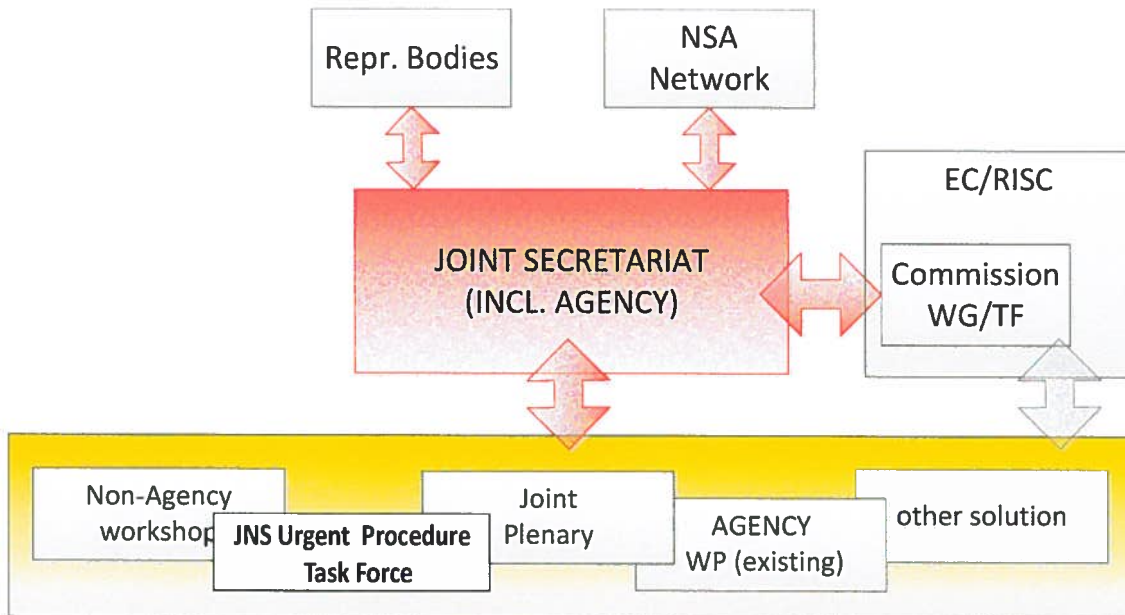 Repr. Bodies
NSA
Network
EC/RISC
JOINT SECRETARIAT
(INCL. AGENCY)
Commission
WG/TF
Non-Agency
workshop
JNS Urgent Procedure
Task Force
Joint
Plenary
AGENCY
WP (existing)
other solution